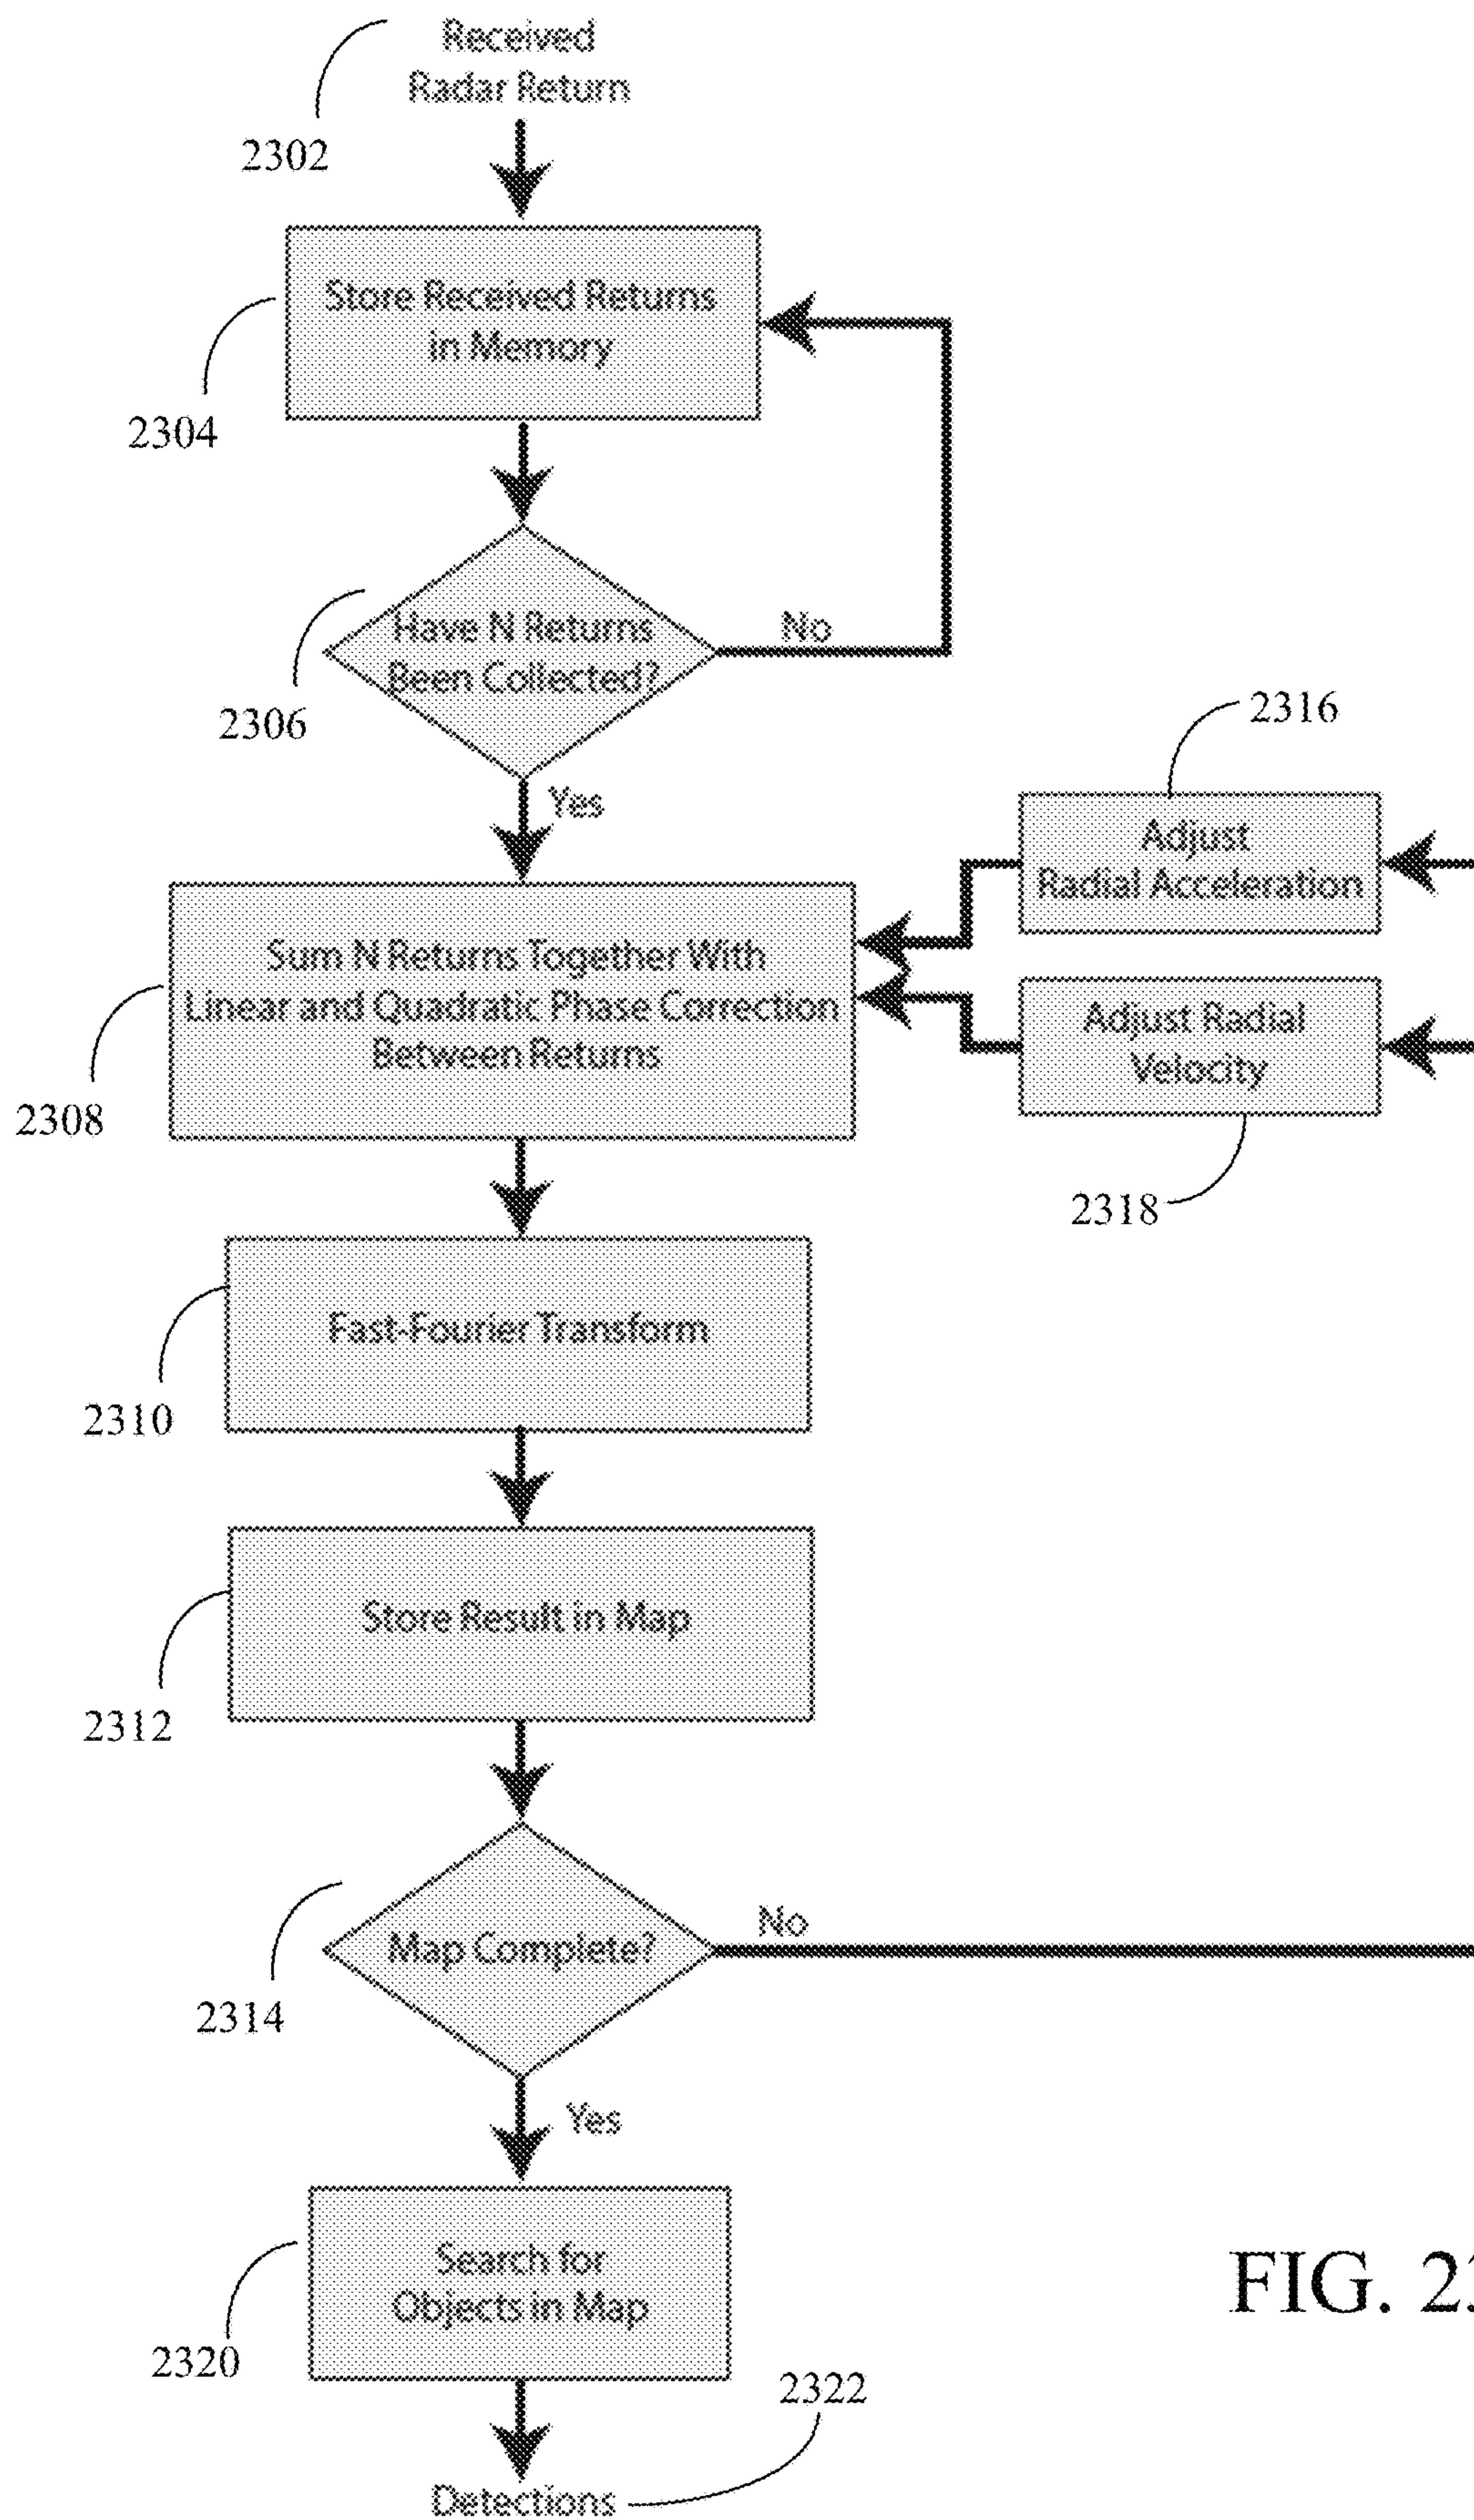 Received
Radar Return
2302
Store Received Returns
in Memory
2304
Have N Returns
Been Collected?
No
2306
Yes
2316
Adjust
Radial Acceleration
Sum N Returns Together With
Linear and Quadratic Phase Correction
Between Returns
2308
Adjust Radial
Velocity
2318
Fast-Fourier Transform
2310
Store Result in Map
2312
Map Complete?
No
2314
Yes
Search for
Objects in Map
2320
FIG. 23
2322
Detections